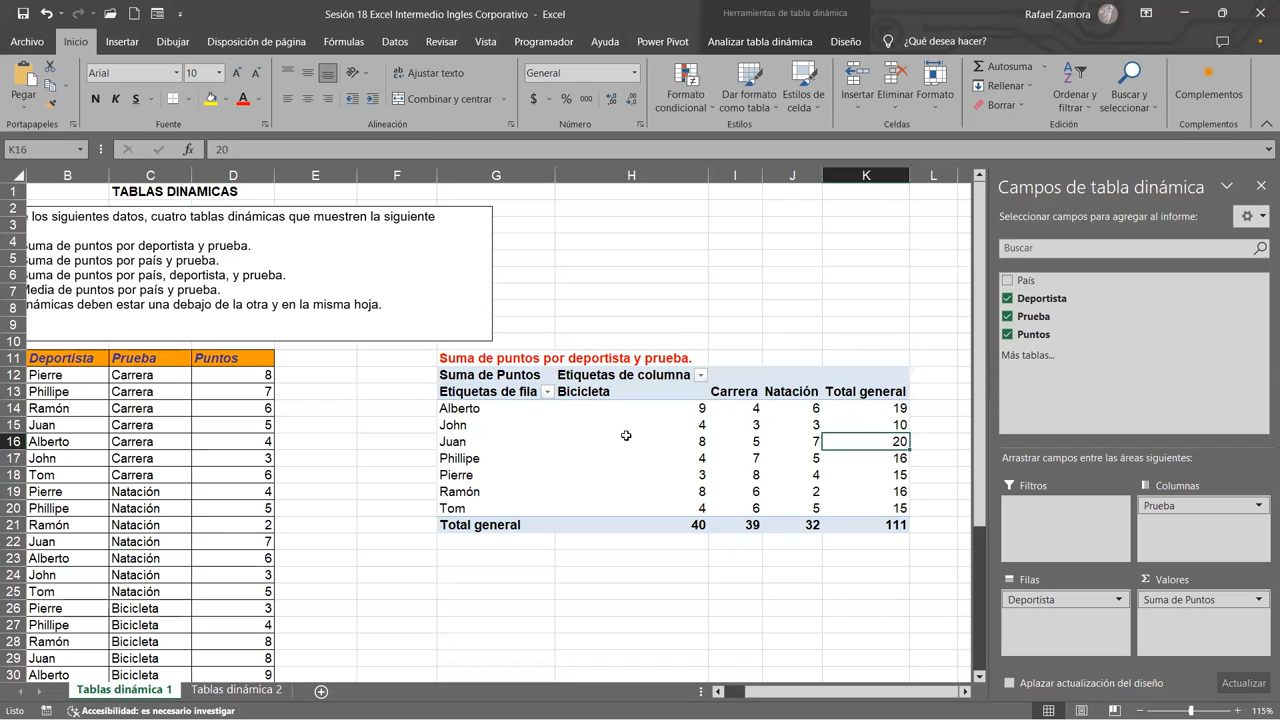 Sesión 18 Excel Intermedio Ingles Corporativo - Excel
Herramientas de tabla dinámica
Rafael Zamora
Archivo Inicio Insertar Dibujar Disposición de página Fórmulas Datos Revisar Vista Programador Ayuda Power Pivot Analizar tabla dinámica Diseño ¿Qué desea hacer?
Pegar
Arial 10
N K S
Ajustar texto
Combinar y centrar
General
$ % 000
Formato condicional
Dar formato como tabla
Estilos de celda
Insertar Eliminar Formato
Autosuma
Rellenar
Borrar
Ordenar y filtrar
Buscar y seleccionar
Complementos
Portapapeles Fuente Alineación Número Estilos Celdas Edición Complementos
K16 fx 20
B C D E F G H I J K L
1 TABLAS DINAMICAS
2 los siguientes datos, cuatro tablas dinámicas que muestren la siguiente
3
4 uma de puntos por deportista y prueba.
5 uma de puntos por país y prueba.
6 uma de puntos por país, deportista, y prueba.
7 Media de puntos por país y prueba.
8 námicas deben estar una debajo de la otra y en la misma hoja.
9
10
11 Deportista Prueba Puntos Suma de puntos por deportista y prueba.
12 Pierre Carrera 8 Suma de Puntos Etiquetas de columna
13 Phillipe Carrera 7 Etiquetas de fila Bicicleta Carrera Natación Total general
14 Ramón Carrera 6 Alberto 9 4 6 19
15 Juan Carrera 5 John 4 3 3 10
16 Alberto Carrera 4 Juan 8 5 7 20
17 John Carrera 3 Phillipe 4 7 5 16
18 Tom Carrera 6 Pierre 3 8 4 15
19 Pierre Natación 4 Ramón 8 6 2 16
20 Phillipe Natación 5 Tom 4 6 5 15
21 Ramón Natación 2 Total general 40 39 32 111
22 Juan Natación 7
23 Alberto Natación 6
24 John Natación 3
25 Tom Natación 5
26 Pierre Bicicleta 3
27 Phillipe Bicicleta 4
28 Ramón Bicicleta 8
29 Juan Bicicleta 8
30 Alberto Bicicleta 9
Campos de tabla dinámica
Seleccionar campos para agregar al informe:
Buscar
País
Deportista
Prueba
Puntos
Más tablas...
Arrastrar campos entre las áreas siguientes:
Filtros
Columnas
Prueba
Filas
Σ Valores
Deportista
Suma de Puntos
Aplazar actualización del diseño
Actualizar
Tablas dinámica 1 Tablas dinámica 2
Listo Accesibilidad: es necesario investigar 115%